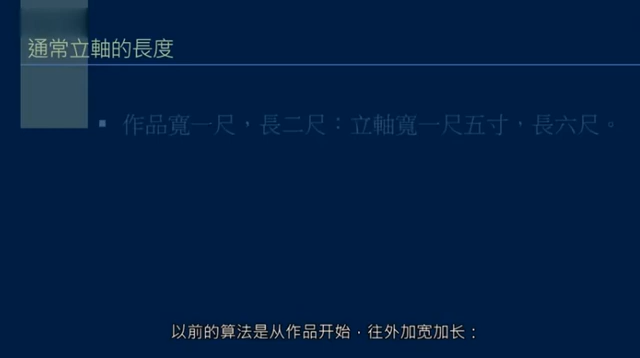 通常立軸的長度
▪ 作品寬一尺，長二尺：立軸寬一尺五寸，長六尺。
以前的算法是从作品开始，往外加宽加长：